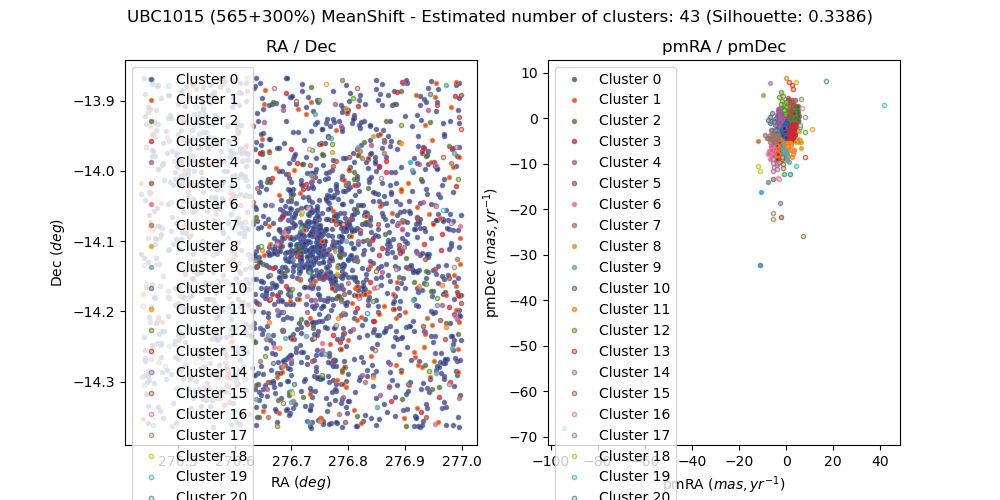 UBC1015 (565+300%) MeanShift - Estimated number of clusters: 43 (Silhouette: 0.3386)
RA / Dec
Dec (deg)
−13.9
−14.0
−14.1
−14.2
−14.3
Cluster 0
Cluster 1
Cluster 2
Cluster 3
Cluster 4
Cluster 5
Cluster 6
Cluster 7
Cluster 8
Cluster 9
Cluster 10
Cluster 11
Cluster 12
Cluster 13
Cluster 14
Cluster 15
Cluster 16
Cluster 17
Cluster 18
Cluster 19
Cluster 20
276.5 276.6 276.7 276.8 276.9 277.0
RA (deg)
pmRA / pmDec
pmDec (mas, yr⁻¹)
10
0
−10
−20
−30
−40
−50
−60
−70
Cluster 0
Cluster 1
Cluster 2
Cluster 3
Cluster 4
Cluster 5
Cluster 6
Cluster 7
Cluster 8
Cluster 9
Cluster 10
Cluster 11
Cluster 12
Cluster 13
Cluster 14
Cluster 15
Cluster 16
Cluster 17
Cluster 18
Cluster 19
Cluster 20
−100 −80 −60 −40 −20 0 20 40
pmRA (mas, yr⁻¹)